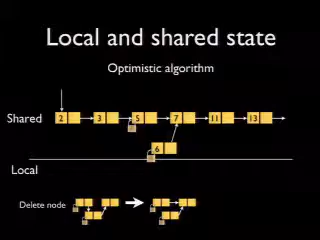 Local and shared state
Optimistic algorithm
Shared
2 3 5 7 11 13
6
Local
Delete node